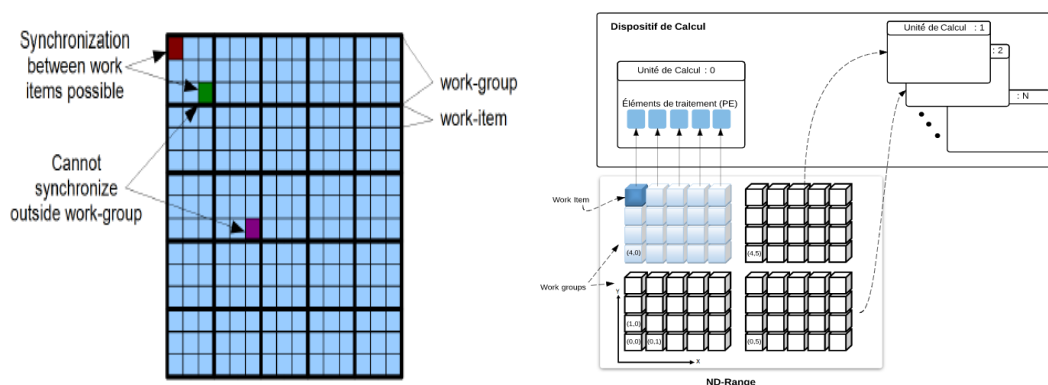 Synchronization
between work
items possible
work-group
work-item
Cannot
synchronize
outside work-group
Dispositif de Calcul
Unité de Calcul : 0
Éléments de traitement (PE)
Unité de Calcul : 1
: 2
: N
Work Item
Work groups
(4,0)
(4,5)
Y
(1,0)
(0,0)
(0,1)
(0,5)
X
ND-Range